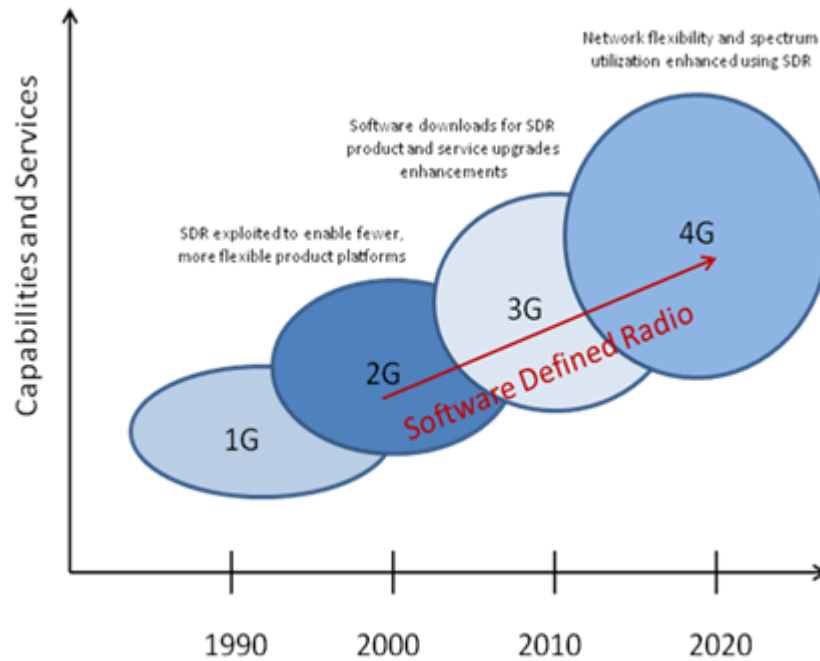 Network flexibility and spectrum
utilization enhanced using SDR
Software downloads for SDR
product and service upgrades
enhancements
SDR exploited to enable fewer,
more flexible product platforms
Capabilities and Services
4G
3G
2G
1G
Software Defined Radio
1990
2000
2010
2020